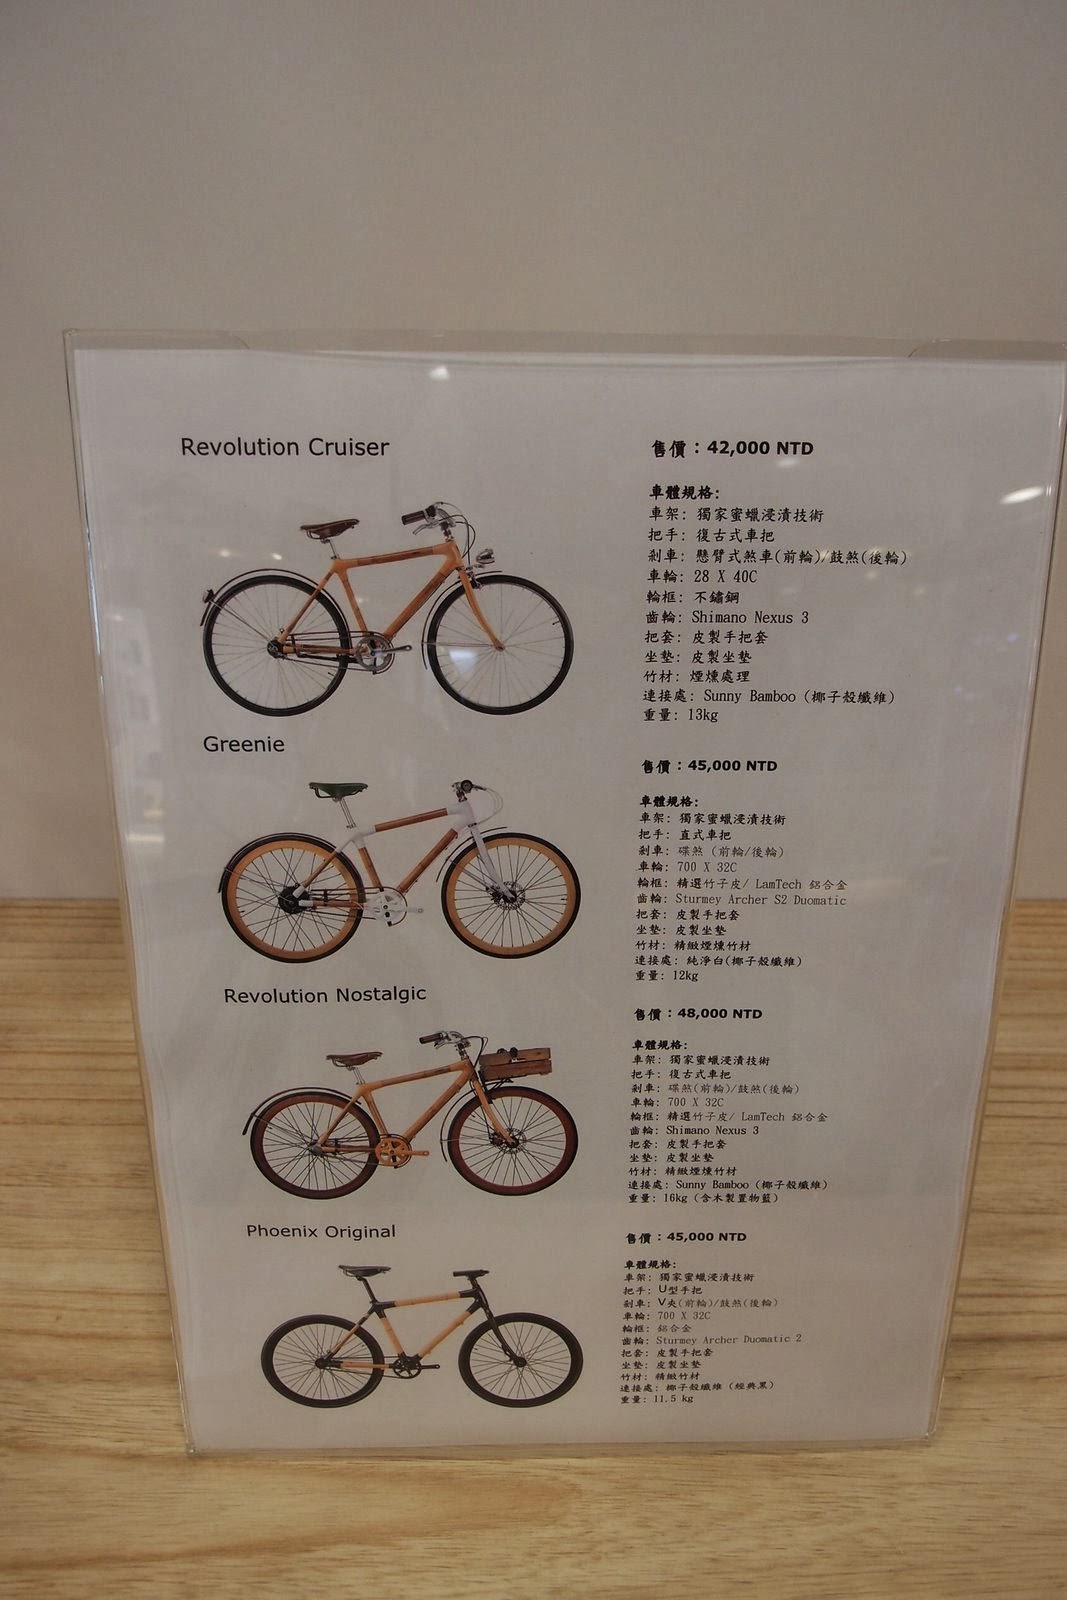 Revolution Cruiser
售價：42,000 NTD
車體規格:
車架: 獨家蜜蠟浸漬技術
把手: 復古式車把
剎車: 懸臂式煞車(前輪)/鼓煞(後輪)
車輪: 28 X 40C
輪框: 不鏽鋼
齒輪: Shimano Nexus 3
把套: 皮製手把套
坐墊: 皮製坐墊
竹材: 煙燻處理
連接處: Sunny Bamboo (椰子殼纖維)
重量: 13kg
Greenie
售價：45,000 NTD
車體規格:
車架: 獨家蜜蠟浸漬技術
把手: 直式車把
剎車: 碟煞 (前輪/後輪)
車輪: 700 X 32C
輪框: 精選竹子皮/ LamTech 鋁合金
齒輪: Sturmey Archer S2 Duomatic
把套: 皮製手把套
坐墊: 皮製坐墊
竹材: 精緻煙燻竹材
連接處: 純淨白(椰子殼纖維)
重量: 12kg
Revolution Nostalgic
售價：48,000 NTD
車體規格:
車架: 獨家蜜蠟浸漬技術
把手: 復古式車把
剎車: 碟煞(前輪)/鼓煞(後輪)
車輪: 700 X 32C
輪框: 精選竹子皮/ LamTech 鋁合金
齒輪: Shimano Nexus 3
把套: 皮製手把套
坐墊: 皮製坐墊
竹材: 精緻煙燻竹材
連接處: Sunny Bamboo (椰子殼纖維)
重量: 16kg (含木製置物籃)
Phoenix Original
售價：45,000 NTD
車體規格:
車架: 獨家蜜蠟浸漬技術
把手: U型手把
剎車: V夾(前輪)/鼓煞(後輪)
車輪: 700 X 32C
輪框: 鋁合金
齒輪: Sturmey Archer Duomatic 2
把套: 皮製手把套
坐墊: 皮製坐墊
竹材: 精緻竹材
連接處: 椰子殼纖維 (經典黑)
重量: 11.5 kg